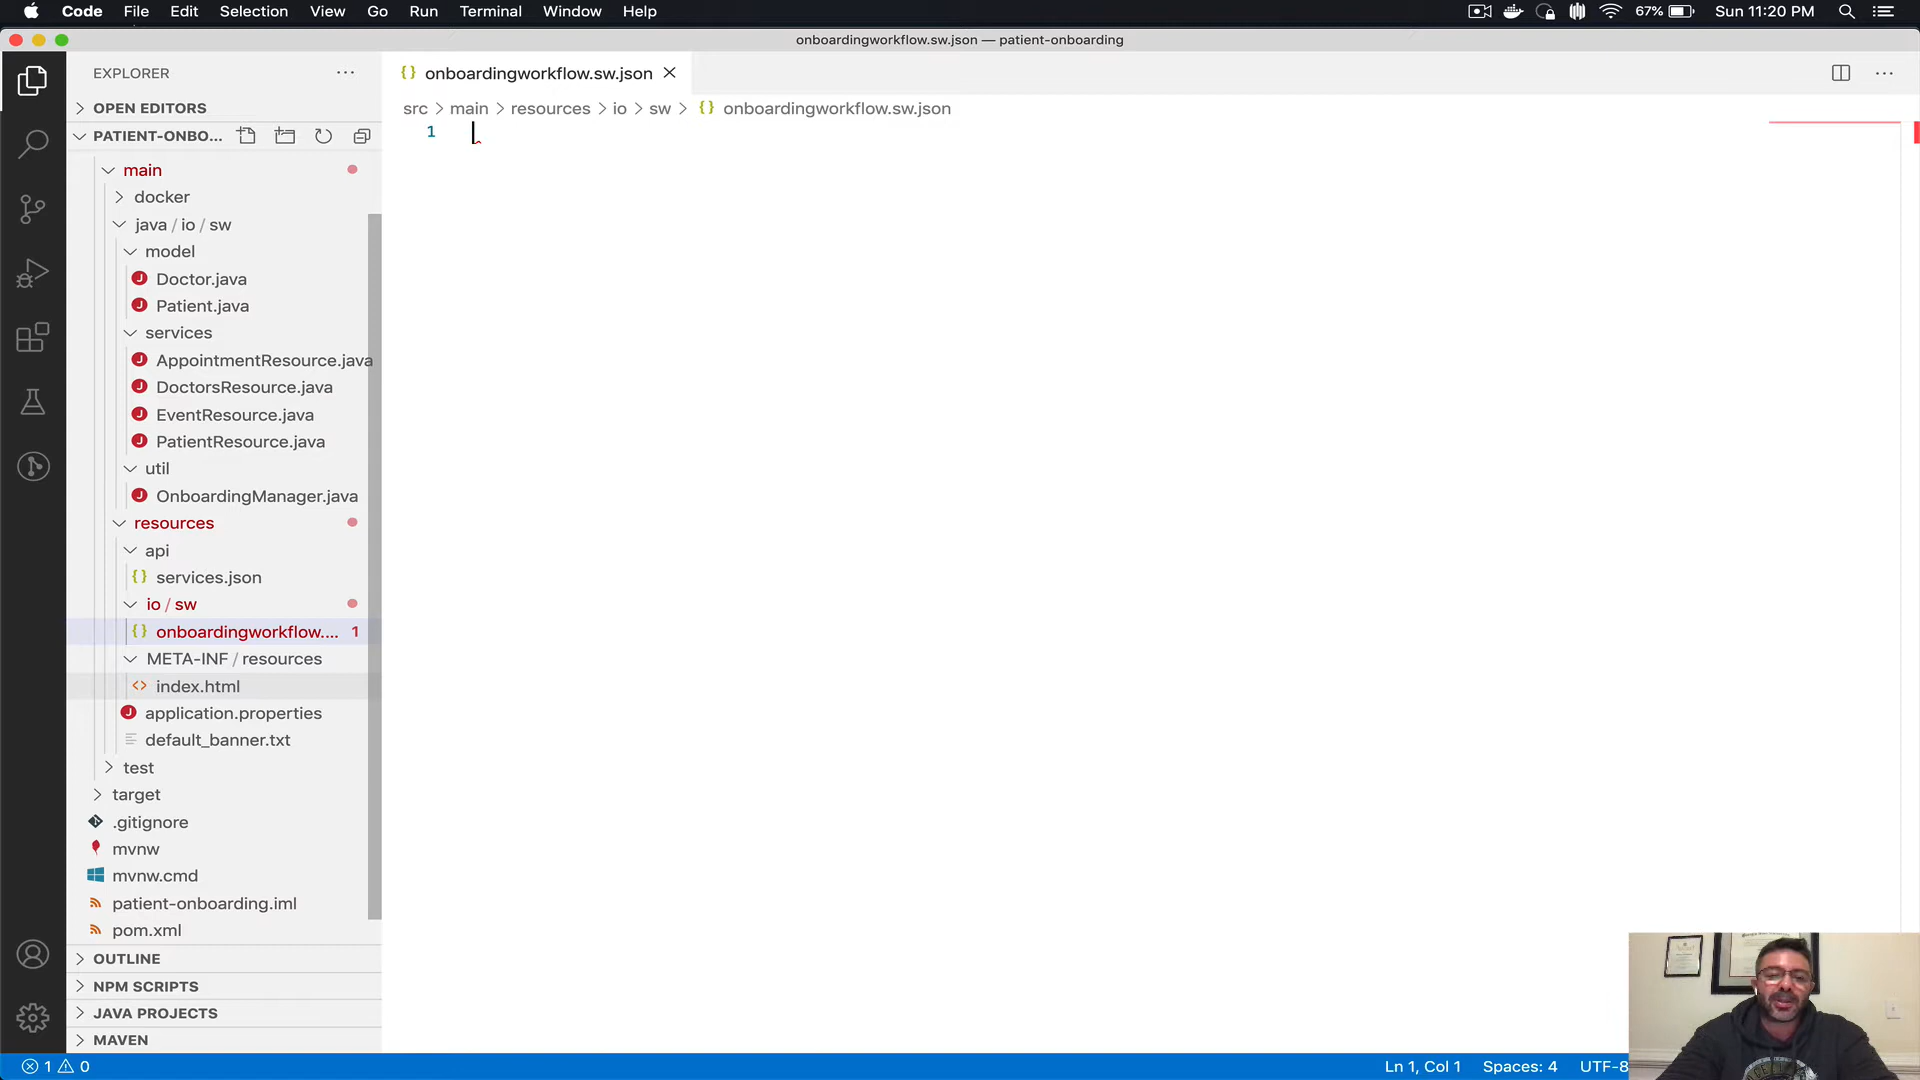 Code File Edit Selection View Go Run Terminal Window Help 67% Sun 11:20 PM
onboardingworkflow.sw.json — patient-onboarding
EXPLORER
onboardingworkflow.sw.json
OPEN EDITORS
src > main > resources > io > sw > {} onboardingworkflow.sw.json
PATIENT-ONBO...
1
main
docker
java / io / sw
model
Doctor.java
Patient.java
services
AppointmentResource.java
DoctorsResource.java
EventResource.java
PatientResource.java
util
OnboardingManager.java
resources
api
services.json
io / sw
onboardingworkflow.... 1
META-INF / resources
index.html
application.properties
default_banner.txt
test
target
.gitignore
mvnw
mvnw.cmd
patient-onboarding.iml
pom.xml
OUTLINE
NPM SCRIPTS
JAVA PROJECTS
MAVEN
1 0 Ln 1, Col 1 Spaces: 4 UTF-8